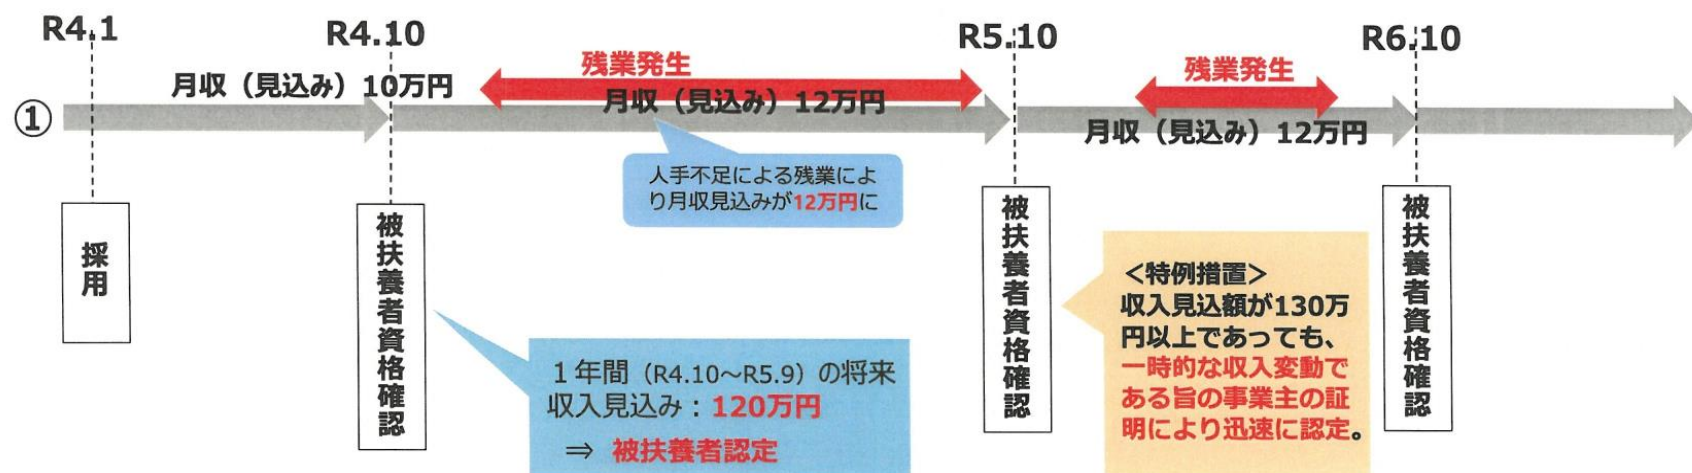 R4.1
R4.10
R5.10
R6.10
残業発生
残業発生
月収（見込み）10万円
月収（見込み）12万円
月収（見込み）12万円
①
人手不足による残業によ
り月収見込みが12万円に
採用
被扶養者資格確認
被扶養者資格確認
被扶養者資格確認
１年間（R4.10～R5.9）の将来
収入見込み：120万円
⇒ 被扶養者認定
＜特例措置＞
収入見込額が130万
円以上であっても、
一時的な収入変動で
ある旨の事業主の証
明により迅速に認定。